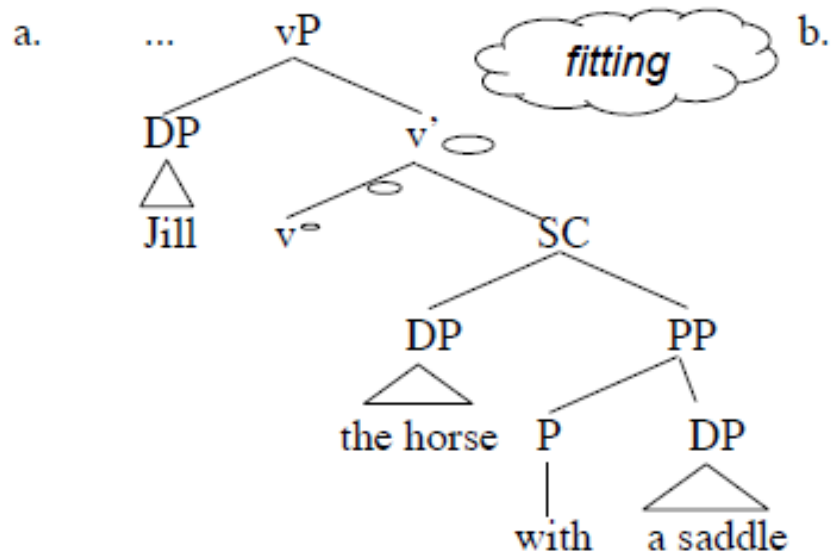 a. ... vP fitting b.
DP v'
Jill v SC
DP PP
the horse P DP
with a saddle